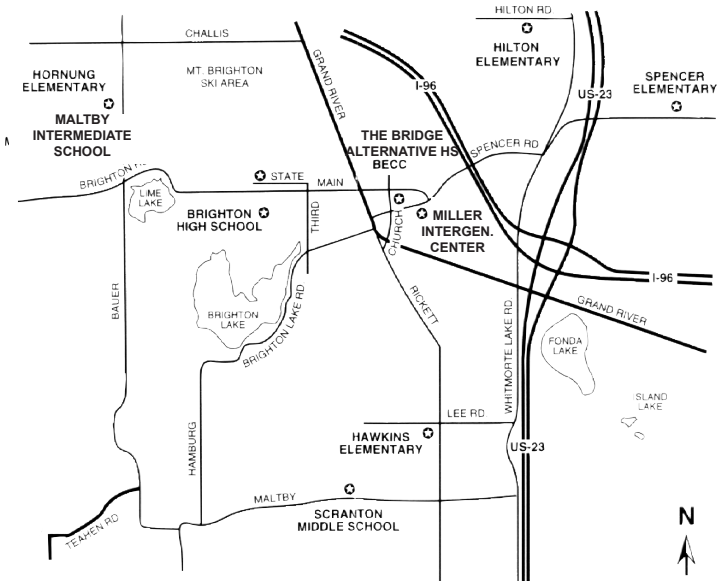 HILTON RD.
CHALLIS
HILTON
ELEMENTARY
GRAND RIVER
MT. BRIGHTON
SKI AREA
HORNUNG
ELEMENTARY
I-96
US-23
SPENCER
ELEMENTARY
MALTBY
INTERMEDIATE
SCHOOL
THE BRIDGE
ALTERNATIVE HS
BECC
SPENCER RD
BRIGHTON
STATE
MAIN
LIME
LAKE
BRIGHTON
HIGH SCHOOL
THIRD
CHURCH
MILLER
INTERGEN.
CENTER
I-96
BAUER
BRIGHTON
LAKE
BRIGHTON LAKE RD
RICKETT
WHITMORTE LAKE RD.
GRAND RIVER
FONDA
LAKE
ISLAND
LAKE
LEE RD
HAMBURG
HAWKINS
ELEMENTARY
US-23
MALTBY
SCRANTON
MIDDLE SCHOOL
TEAHEN RD
N